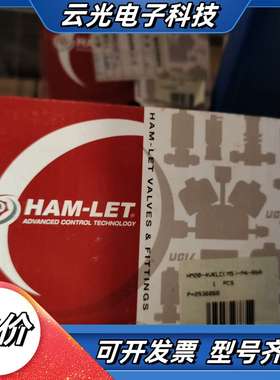 云光电子科技
HAM-LET®
ADVANCED CONTROL TECHNOLOGY
HAM-LET VALVES & FITTINGS
1 PCS
价
可开发票 型号齐